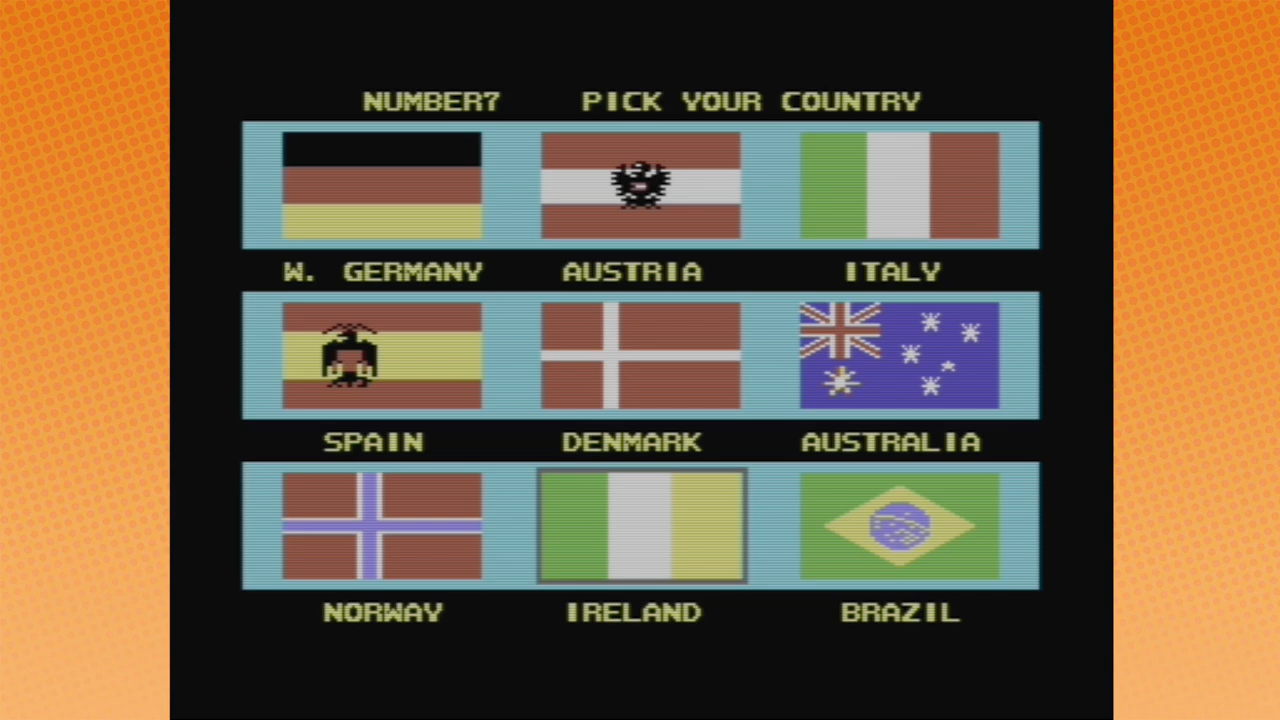 NUMBER7 PICK YOUR COUNTRY
W. GERMANY AUSTRIA ITALY
SPAIN DENMARK AUSTRALIA
NORWAY IRELAND BRAZIL